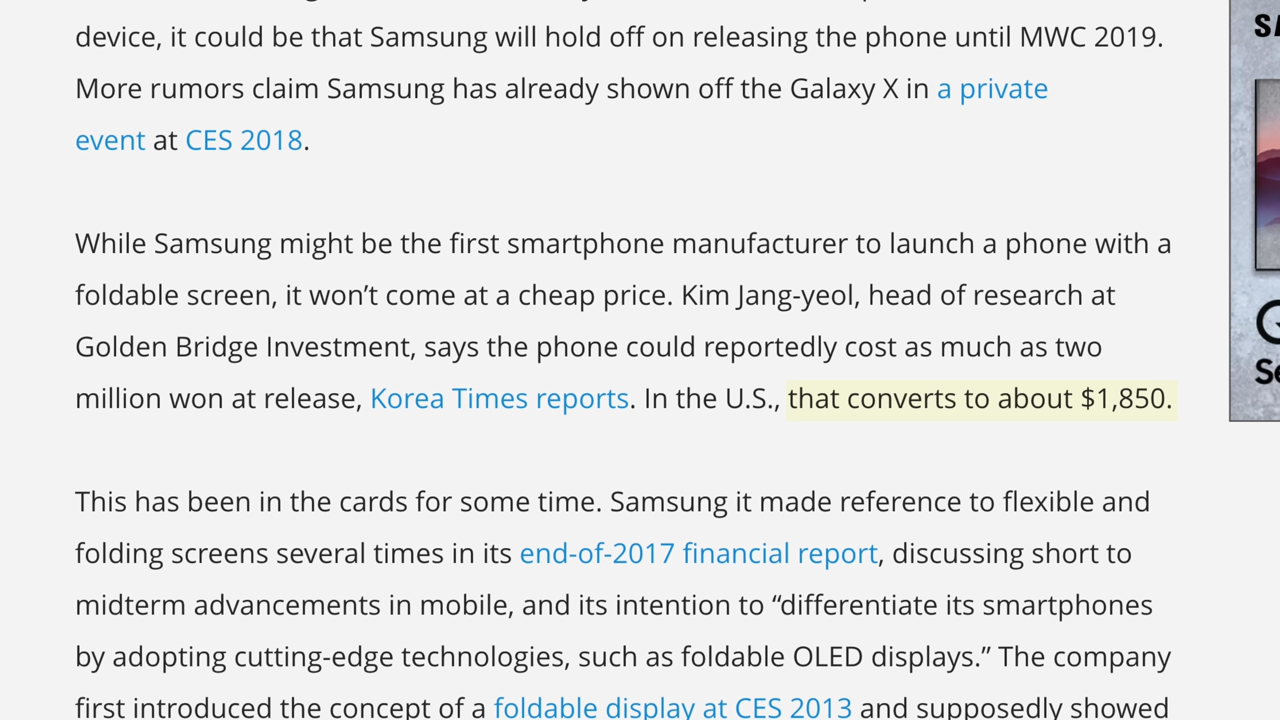 device, it could be that Samsung will hold off on releasing the phone until MWC 2019.
More rumors claim Samsung has already shown off the Galaxy X in a private
event at CES 2018.
While Samsung might be the first smartphone manufacturer to launch a phone with a
foldable screen, it won’t come at a cheap price. Kim Jang-yeol, head of research at
Golden Bridge Investment, says the phone could reportedly cost as much as two
million won at release, Korea Times reports. In the U.S., that converts to about $1,850.
This has been in the cards for some time. Samsung it made reference to flexible and
folding screens several times in its end-of-2017 financial report, discussing short to
midterm advancements in mobile, and its intention to “differentiate its smartphones
by adopting cutting-edge technologies, such as foldable OLED displays.” The company
first introduced the concept of a foldable display at CES 2013 and supposedly showed